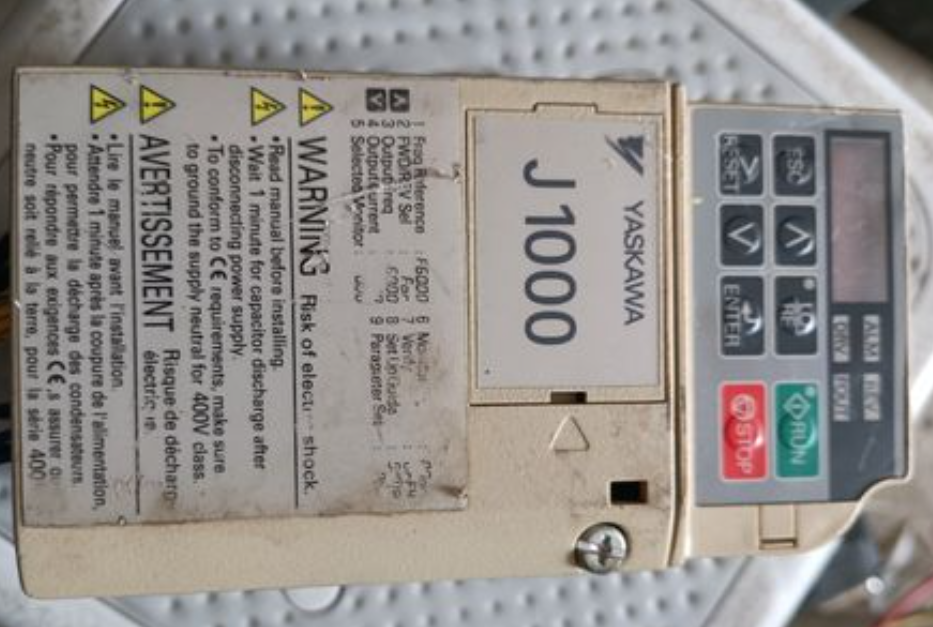 ALM REV
DRV FOUT
ESC
LO
RE
RESET
ENTER
RUN
STOP
YASKAWA
J1000
1 Freq Reference : F6000
2 FWD/REV Sel : For
3 Output Freq
4 Output Current
5 Selected Monitor
6
7
8 Set Up Guide
9 Parameter Set
WARNING Risk of electric shock.
•Read manual before installing.
•Wait 1 minute for capacitor discharge after
disconnecting power supply.
•To conform to CE requirements, make sure
to ground the supply neutral for 400V class.
AVERTISSEMENT Risque de décharge
électrique.
•Lire le manuel avant l'installation.
•Attendre 1 minute après la coupure de l'alimentation,
pour permettre la décharge des condensateurs.
•Pour répondre aux exigences CE, s assurer
neutre soit relié à la terre, pour la série 400